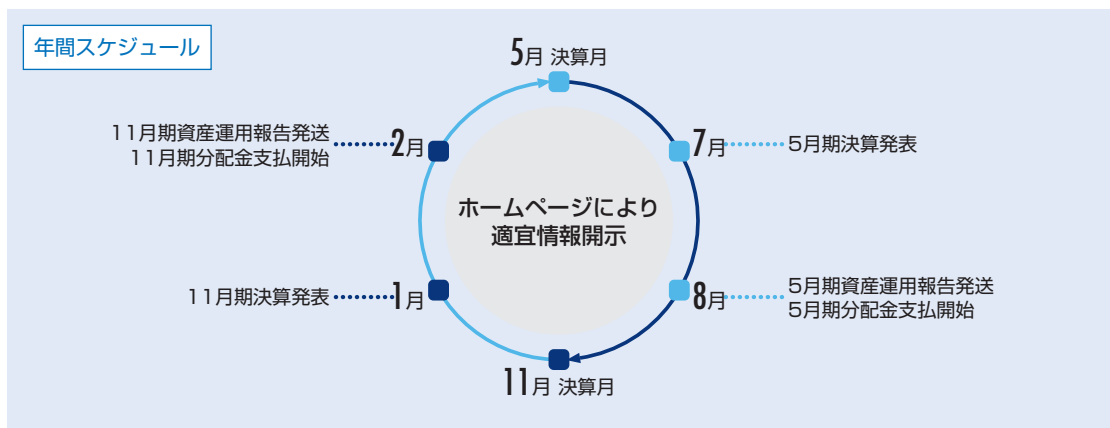 年間スケジュール
5月 決算月
11月期資産運用報告発送
11月期分配金支払開始
2月
7月
5月期決算発表
ホームページにより
適宜情報開示
11月期決算発表
1月
8月
5月期資産運用報告発送
5月期分配金支払開始
11月 決算月